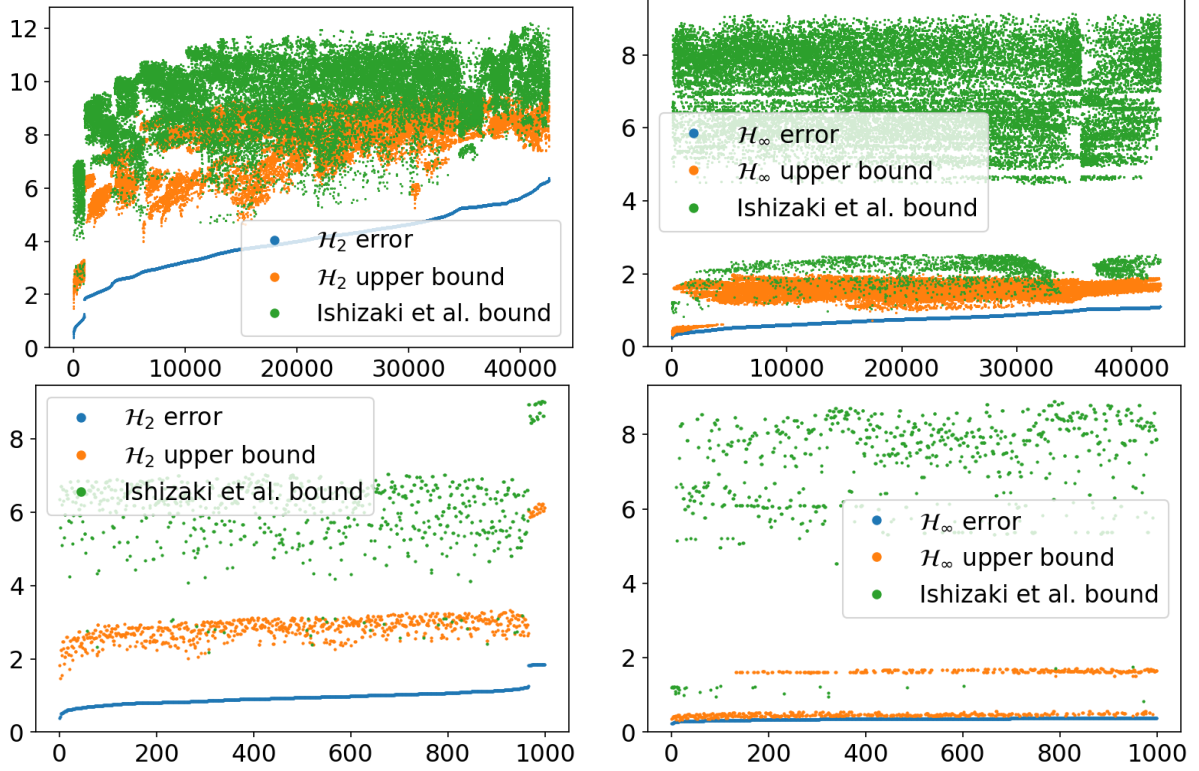 12
10
8
6
4
2
0
0 10000 20000 30000 40000
ℋ₂ error
ℋ₂ upper bound
Ishizaki et al. bound
8
6
4
2
0
0 10000 20000 30000 40000
ℋ∞ error
ℋ∞ upper bound
Ishizaki et al. bound
8
6
4
2
0
0 200 400 600 800 1000
ℋ₂ error
ℋ₂ upper bound
Ishizaki et al. bound
8
6
4
2
0
0 200 400 600 800 1000
ℋ∞ error
ℋ∞ upper bound
Ishizaki et al. bound